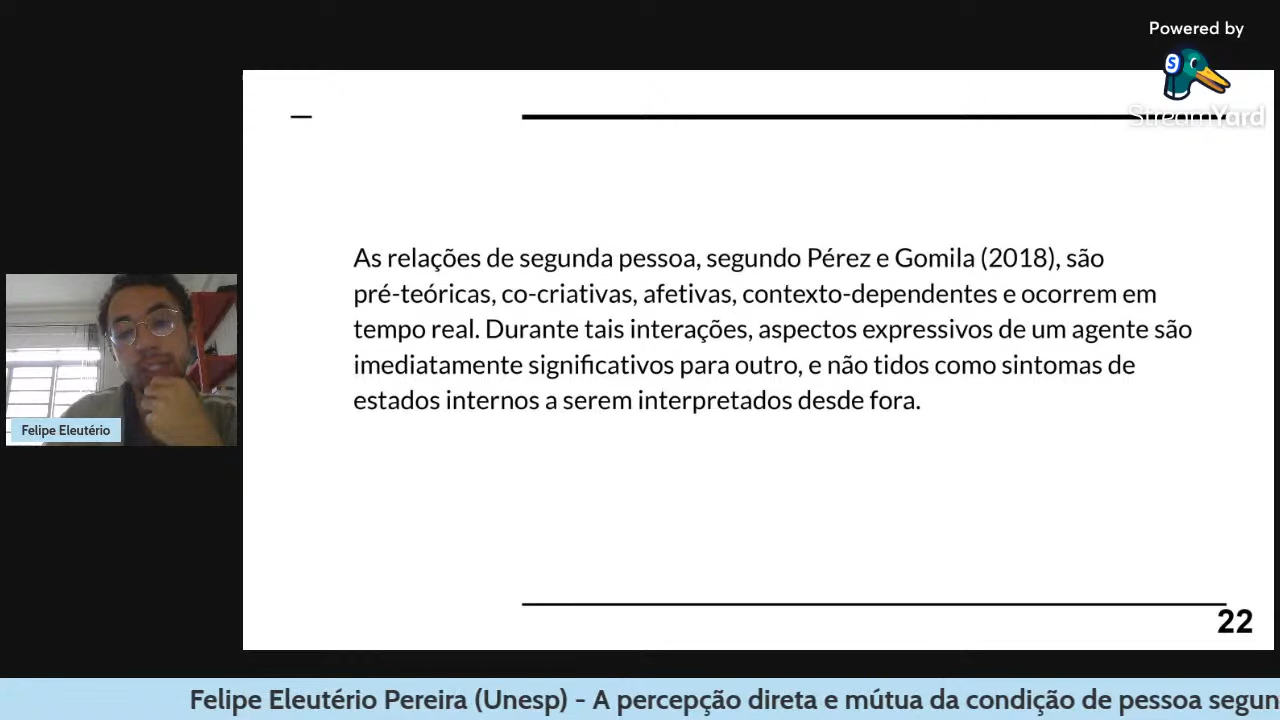 Powered by
StreamYard
As relações de segunda pessoa, segundo Pérez e Gomila (2018), são
pré-teóricas, co-criativas, afetivas, contexto-dependentes e ocorrem em
tempo real. Durante tais interações, aspectos expressivos de um agente são
imediatamente significativos para outro, e não tidos como sintomas de
estados internos a serem interpretados desde fora.
Felipe Eleutério
22
Felipe Eleutério Pereira (Unesp) - A percepção direta e mútua da condição de pessoa segun